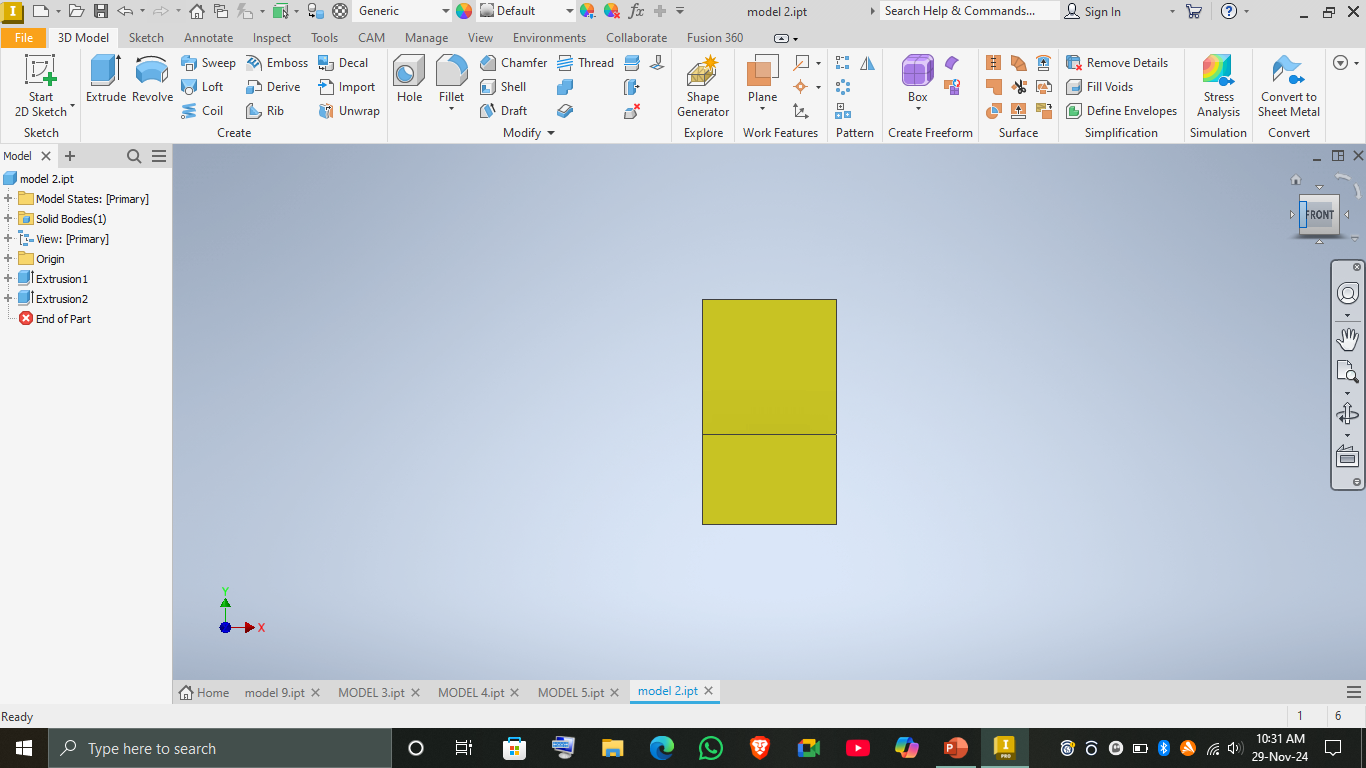 I Generic Default fx model 2.ipt Search Help & Commands... Sign In
File 3D Model Sketch Annotate Inspect Tools CAM Manage View Environments Collaborate Fusion 360
Start
2D Sketch
Extrude Revolve
Sweep Emboss Decal
Loft Derive Import
Coil Rib Unwrap
Hole Fillet
Chamfer Thread
Shell
Draft
Shape
Generator
Plane
Box
Remove Details
Fill Voids
Define Envelopes
Stress
Analysis
Convert to
Sheet Metal
Sketch Create Modify Explore Work Features Pattern Create Freeform Surface Simplification Simulation Convert
Model
model 2.ipt
Model States: [Primary]
Solid Bodies(1)
View: [Primary]
Origin
Extrusion1
Extrusion2
End of Part
FRONT
Y
X
Home model 9.ipt MODEL 3.ipt MODEL 4.ipt MODEL 5.ipt model 2.ipt
Ready 1 6
Type here to search
10:31 AM
29-Nov-24